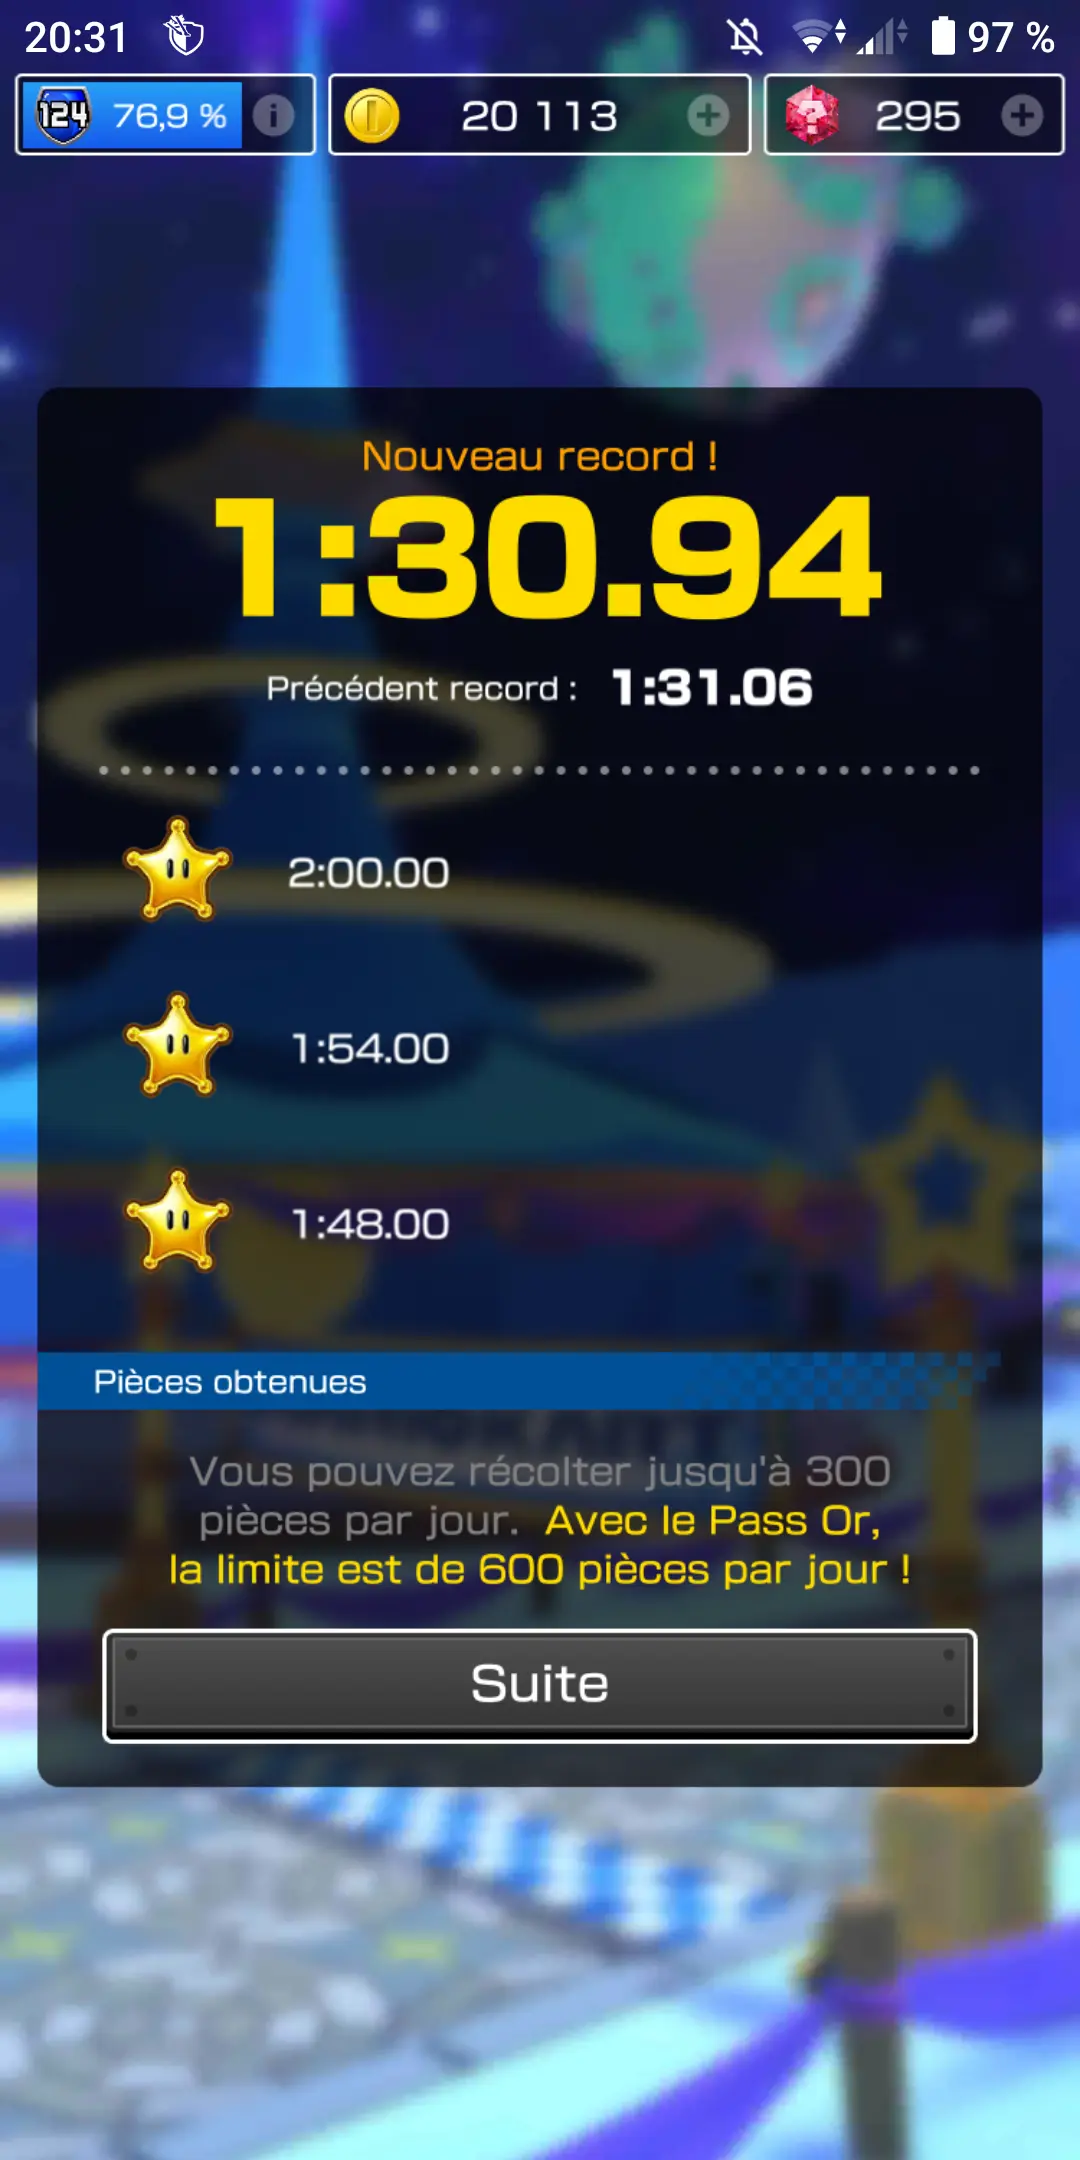 20:31 97 %
124 76,9 % i 20 113 + 295 +
Nouveau record !
1:30.94
Précédent record : 1:31.06
2:00.00
1:54.00
1:48.00
Pièces obtenues
Vous pouvez récolter jusqu'à 300
pièces par jour. Avec le Pass Or,
la limite est de 600 pièces par jour !
Suite